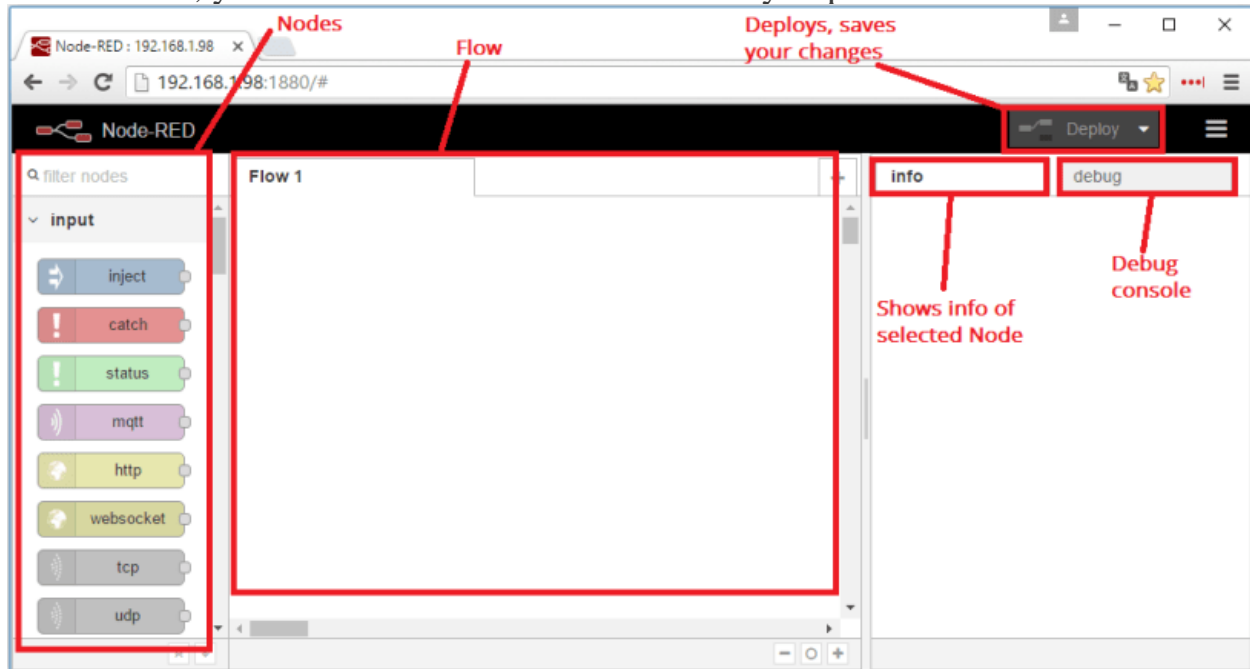 Nodes
Flow
Deploys, saves
your changes
Node-RED : 192.168.1.98
192.168.1.98:1880/#
Node-RED
Deploy
filter nodes
Flow 1
info
debug
input
inject
catch
status
mqtt
http
websocket
tcp
udp
Shows info of
selected Node
Debug
console